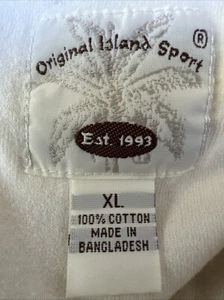 Original Island Sport ®
Est. 1993
XL
100% COTTON
MADE IN
BANGLADESH